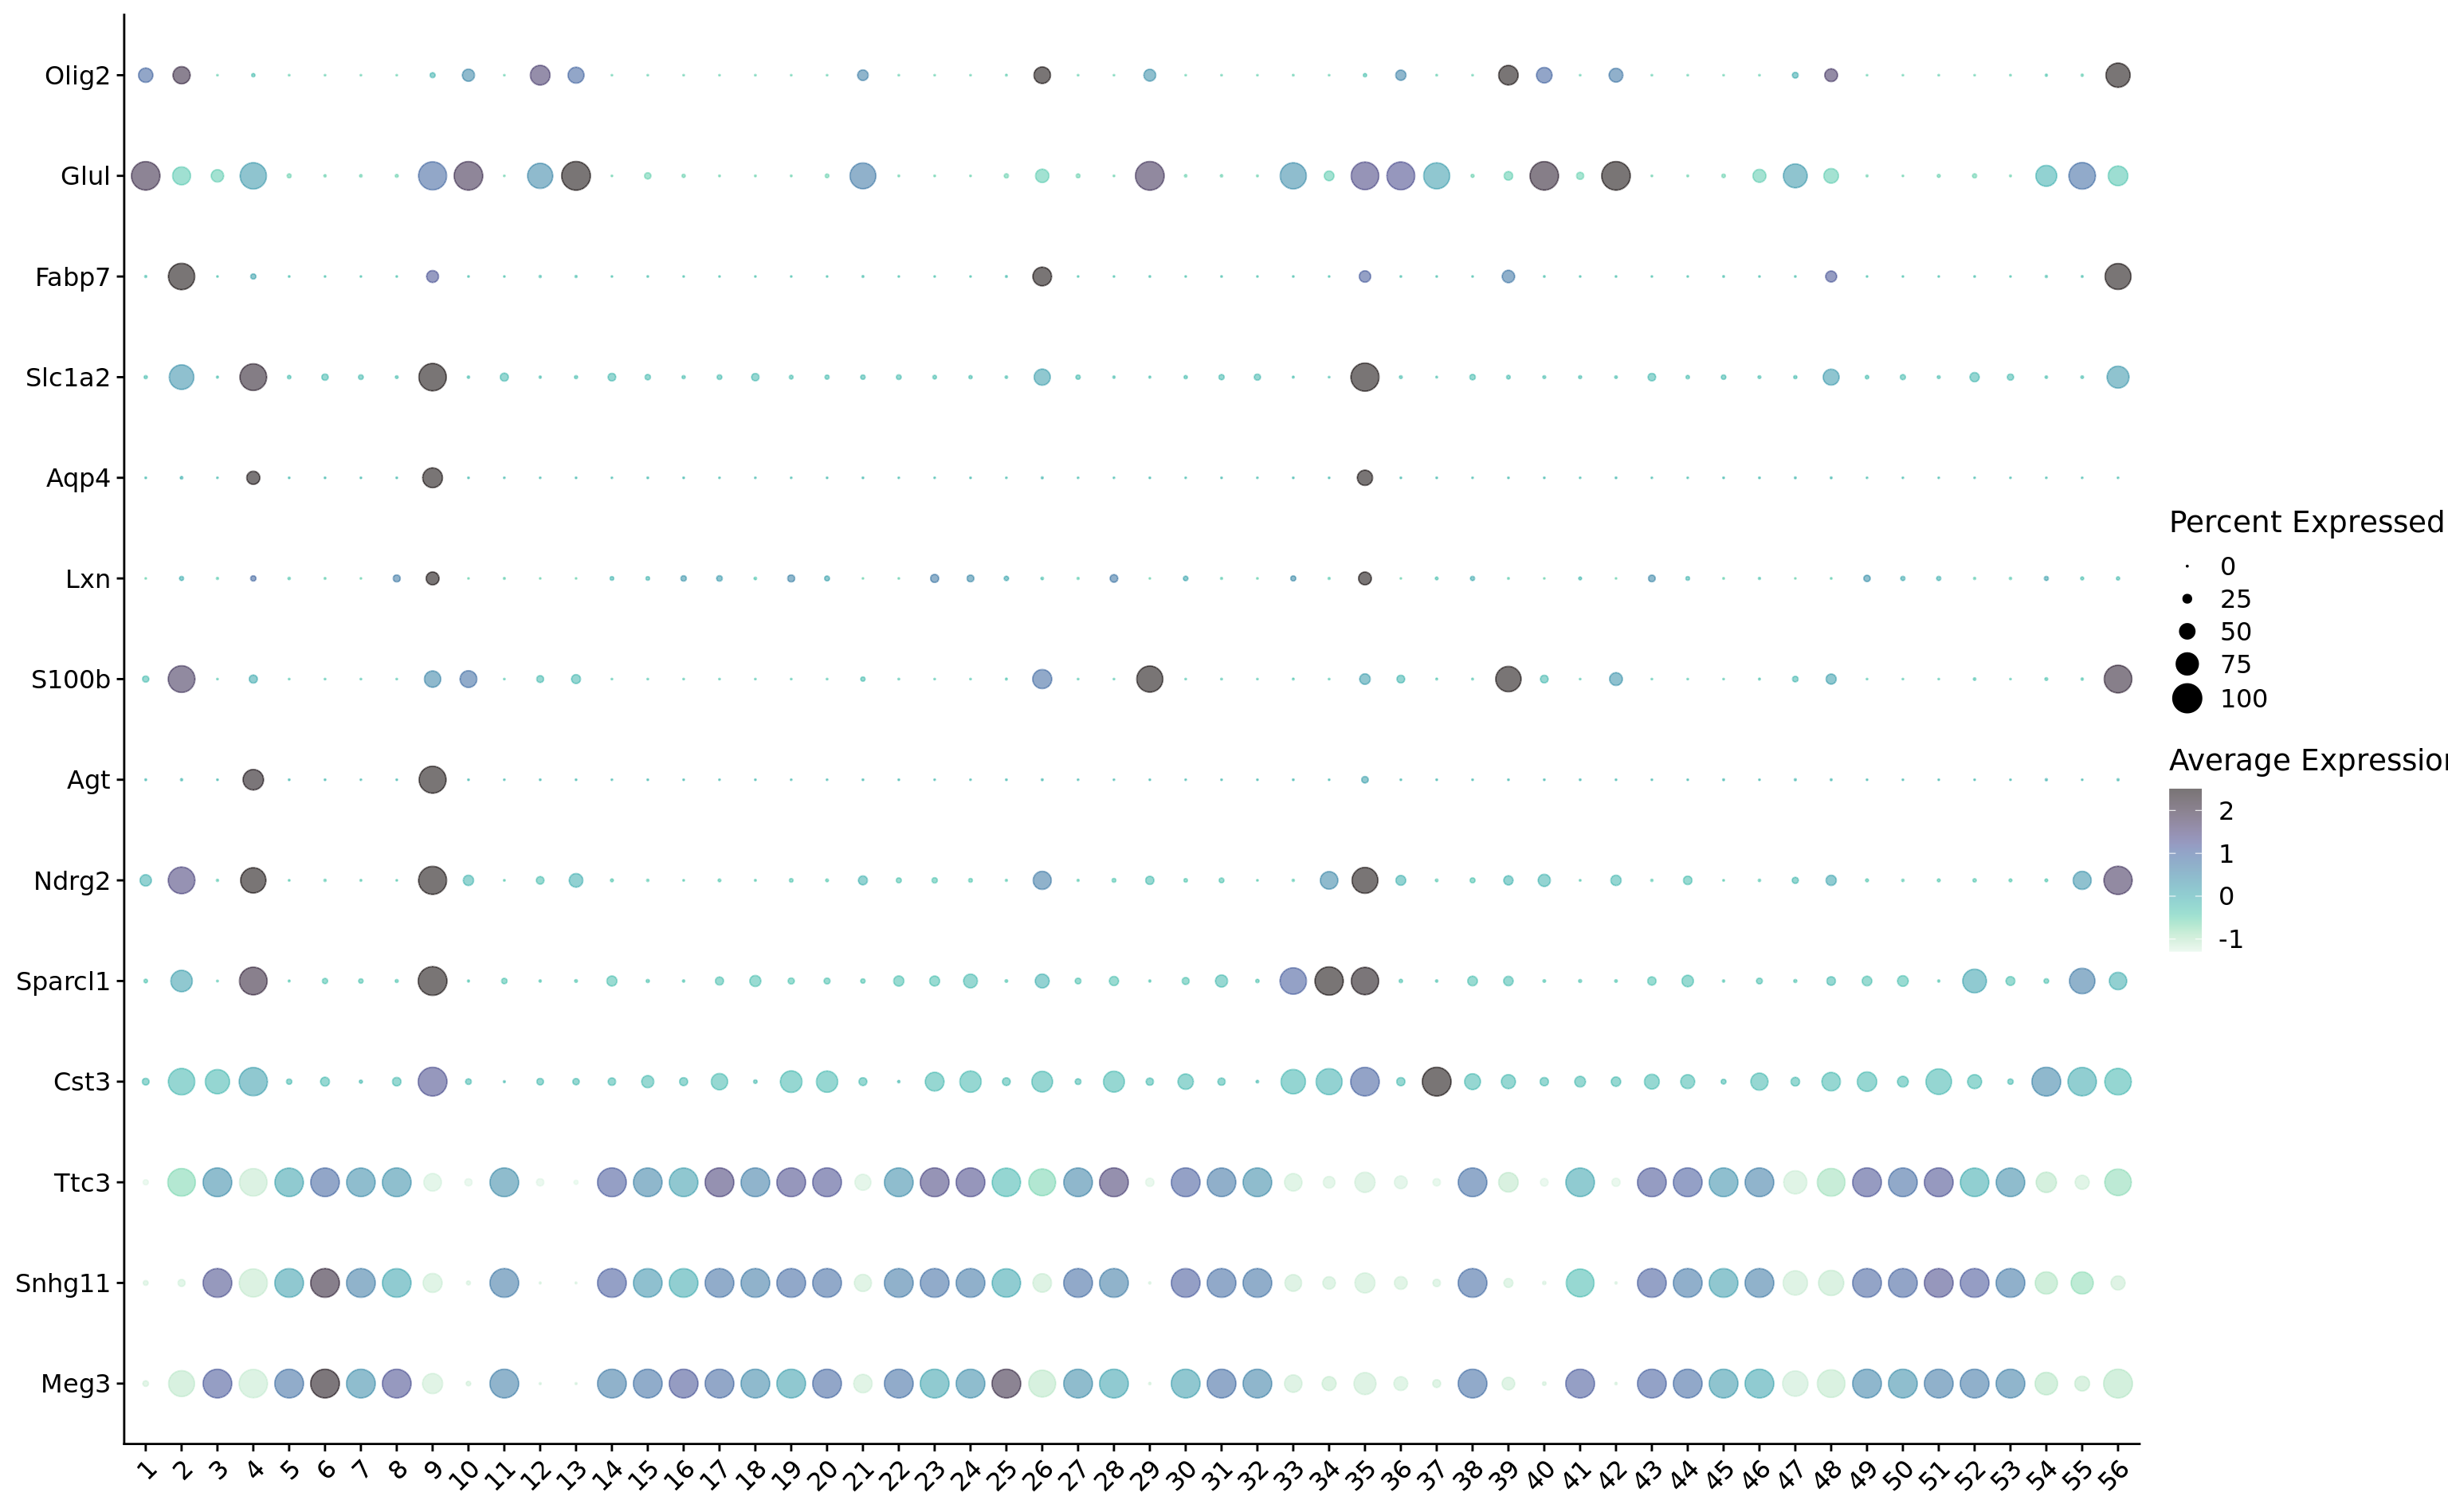 Olig2
Glul
Fabp7
Slc1a2
Aqp4
Lxn
S100b
Agt
Ndrg2
Sparcl1
Cst3
Ttc3
Snhg11
Meg3
1 2 3 4 5 6 7 8 9 10 11 12 13 14 15 16 17 18 19 20 21 22 23 24 25 26 27 28 29 30 31 32 33 34 35 36 37 38 39 40 41 42 43 44 45 46 47 48 49 50 51 52 53 54 55 56
Percent Expressed
0
25
50
75
100
Average Expression
2
1
0
-1